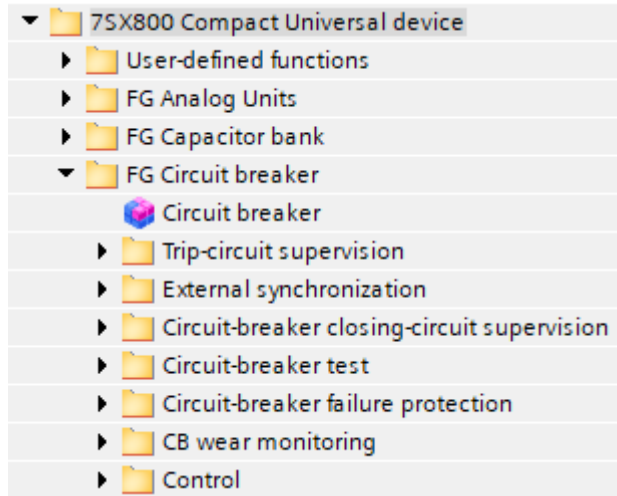 7SX800 Compact Universal device
User-defined functions
FG Analog Units
FG Capacitor bank
FG Circuit breaker
Circuit breaker
Trip-circuit supervision
External synchronization
Circuit-breaker closing-circuit supervision
Circuit-breaker test
Circuit-breaker failure protection
CB wear monitoring
Control